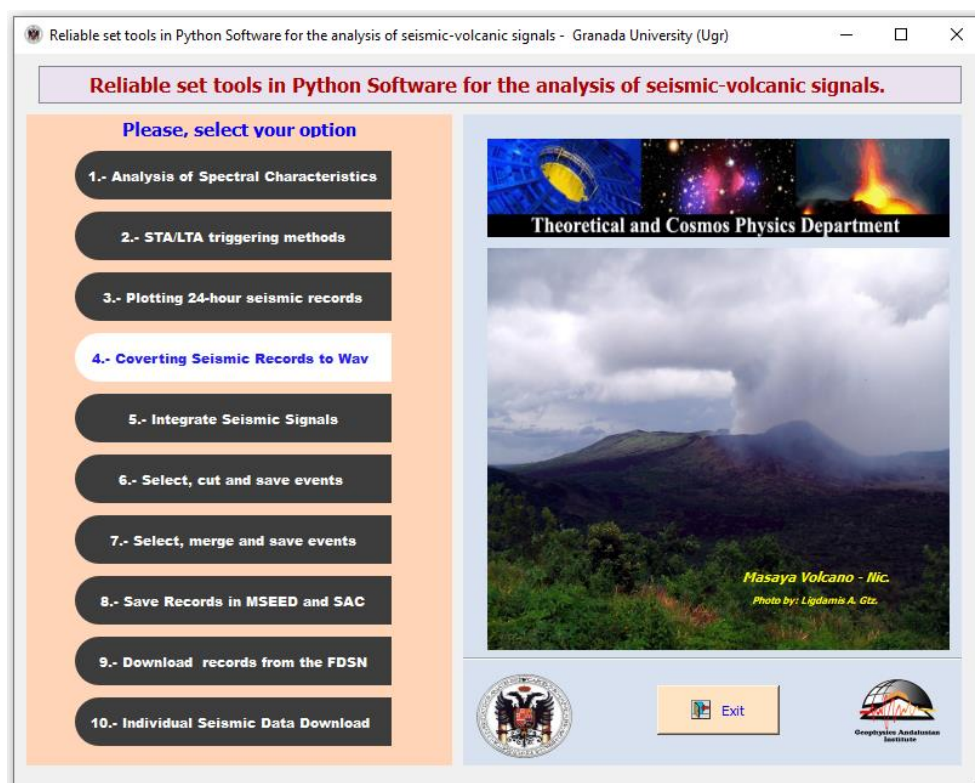 Reliable set tools in Python Software for the analysis of seismic-volcanic signals - Granada University (Ugr)
Reliable set tools in Python Software for the analysis of seismic-volcanic signals.
Please, select your option
1.- Analysis of Spectral Characteristics
2.- STA/LTA triggering methods
3.- Plotting 24-hour seismic records
4.- Coverting Seismic Records to Wav
5.- Integrate Seismic Signals
6.- Select, cut and save events
7.- Select, merge and save events
8.- Save Records in MSEED and SAC
9.- Download records from the FDSN
10.- Individual Seismic Data Download
Theoretical and Cosmos Physics Department
Masaya Volcano - Nic.
Photo by: Ligdamis A. Gtz.
Exit
Geophysics Andalusian
Institute